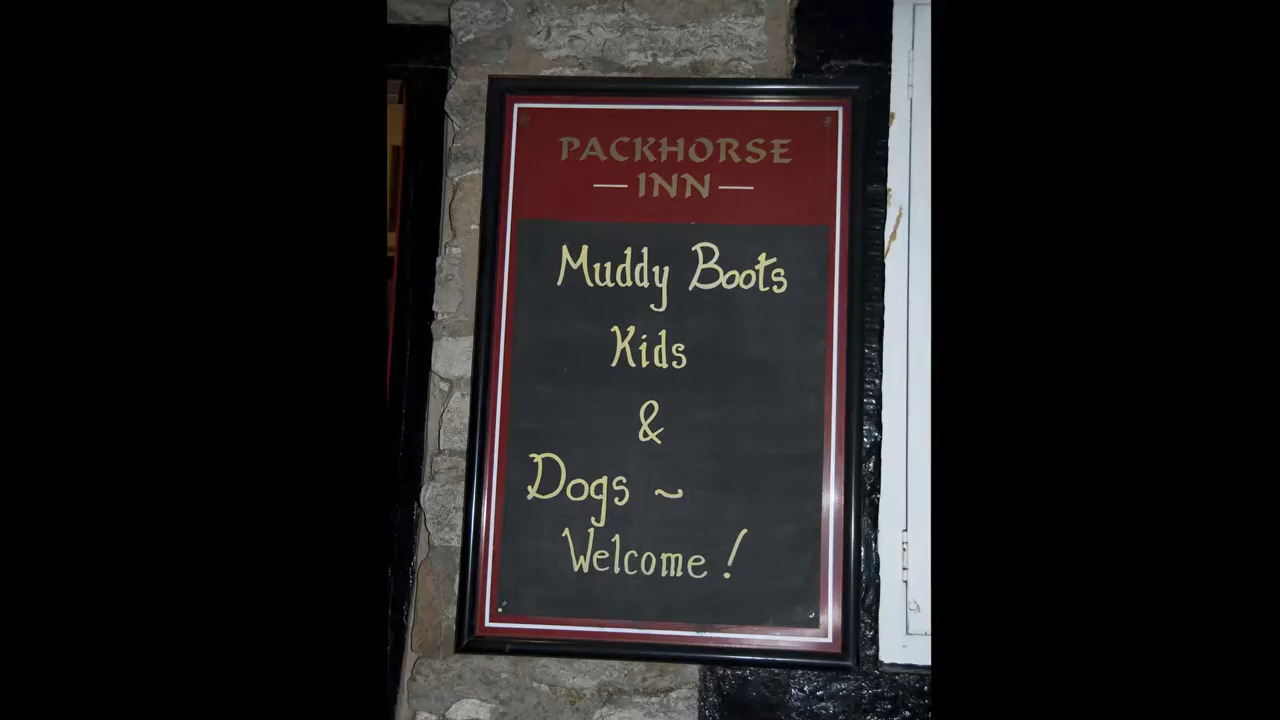 PACKHORSE
— INN —
Muddy Boots
Kids
&
Dogs ~
Welcome!